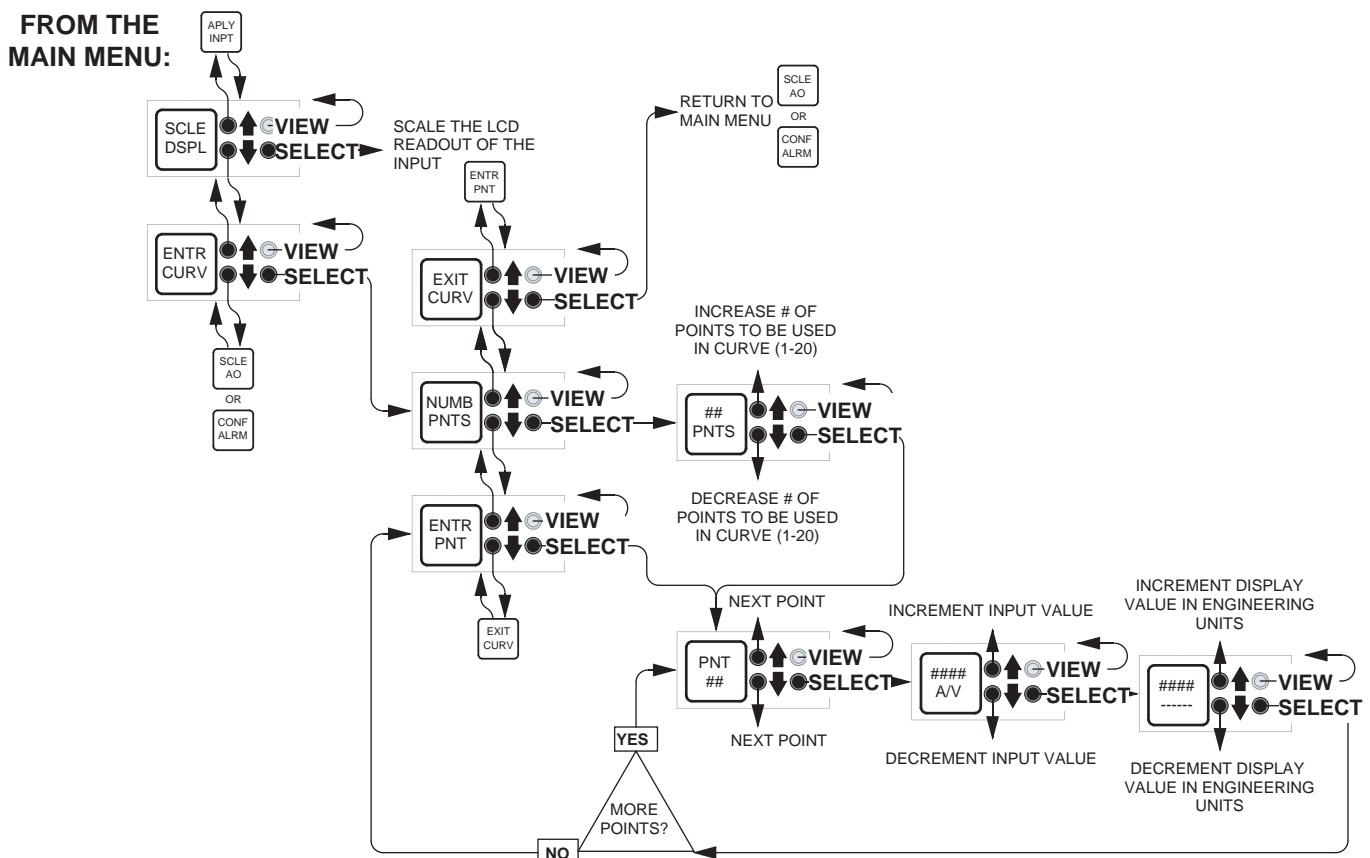 FROM THE
MAIN MENU:
APLY
INPT
SCLE
DSPL
VIEW
SELECT
SCALE THE LCD
READOUT OF THE
INPUT
ENTR
CURV
VIEW
SELECT
SCLE
AO
OR
CONF
ALRM
ENTR
PNT
EXIT
CURV
VIEW
SELECT
RETURN TO
MAIN MENU
SCLE
AO
OR
CONF
ALRM
NUMB
PNTS
VIEW
SELECT
INCREASE # OF
POINTS TO BE USED
IN CURVE (1-20)
##
PNTS
VIEW
SELECT
DECREASE # OF
POINTS TO BE USED
IN CURVE (1-20)
ENTR
PNT
VIEW
SELECT
EXIT
CURV
NEXT POINT
PNT
##
VIEW
SELECT
NEXT POINT
INCREMENT INPUT VALUE
####
A/V
VIEW
SELECT
DECREMENT INPUT VALUE
INCREMENT DISPLAY
VALUE IN ENGINEERING
UNITS
####
------
VIEW
SELECT
DECREMENT DISPLAY
VALUE IN ENGINEERING
UNITS
YES
MORE
POINTS?
NO